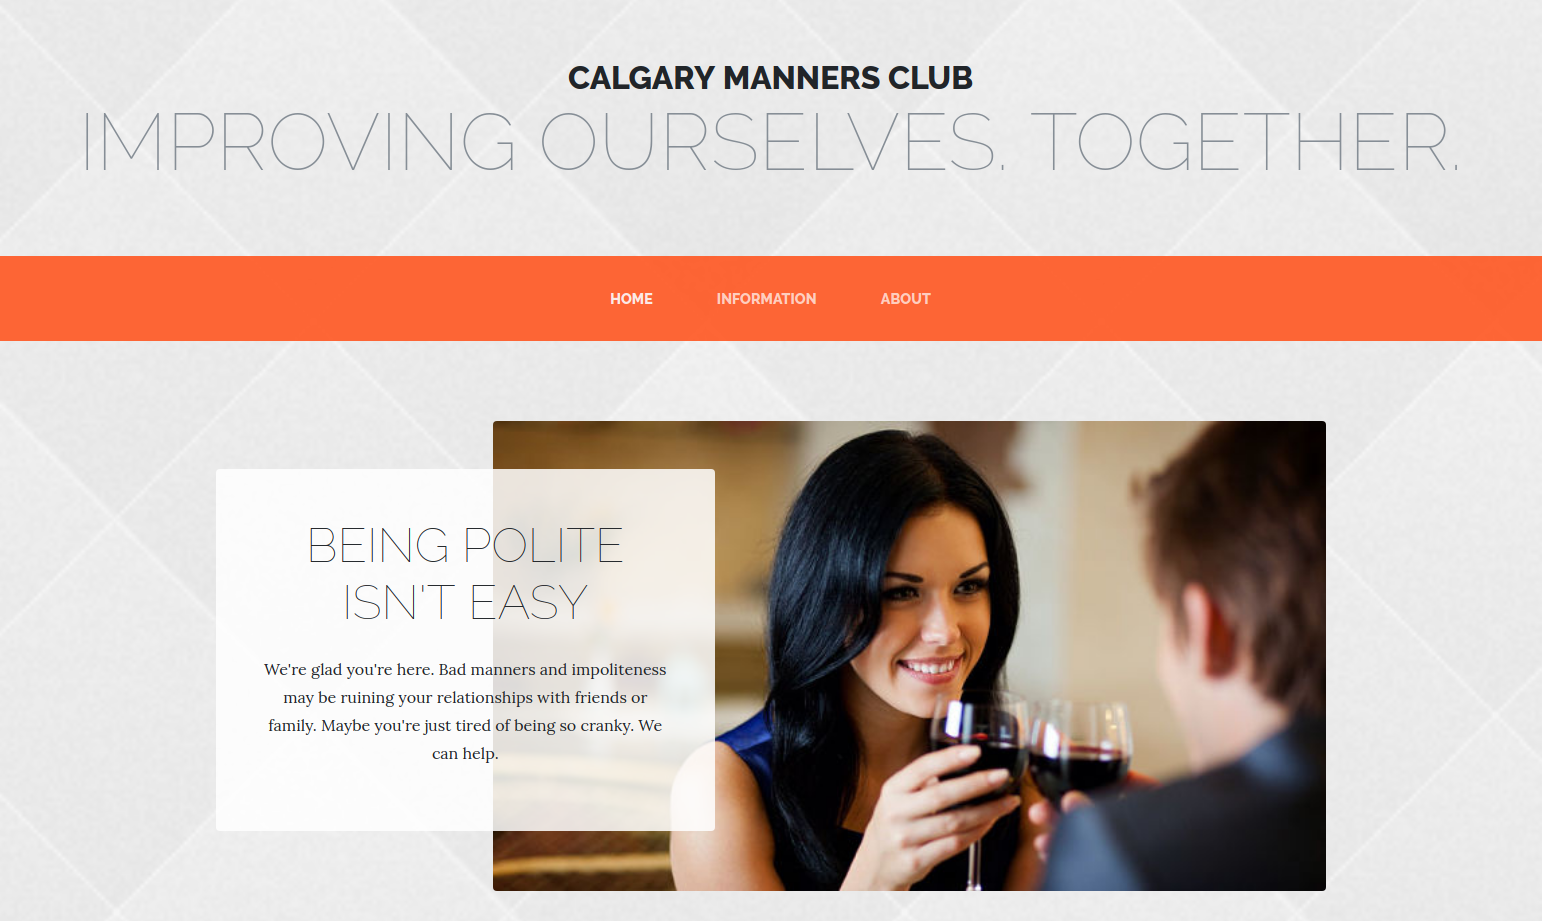 CALGARY MANNERS CLUB
IMPROVING OURSELVES. TOGETHER.
HOME INFORMATION ABOUT
BEING POLITE
ISN'T EASY
We're glad you're here. Bad manners and impoliteness
may be ruining your relationships with friends or
family. Maybe you're just tired of being so cranky. We
can help.